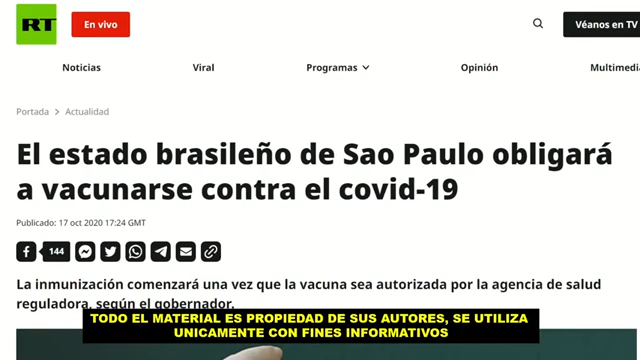 RT
En vivo
Véanos en TV
Noticias
Viral
Programas
Opinión
Multimedia
Portada > Actualidad
El estado brasileño de Sao Paulo obligará
a vacunarse contra el covid-19
Publicado: 17 oct 2020 17:24 GMT
144
La inmunización comenzará una vez que la vacuna sea autorizada por la agencia de salud
reguladora, según el gobernador.
TODO EL MATERIAL ES PROPIEDAD DE SUS AUTORES, SE UTILIZA
UNICAMENTE CON FINES INFORMATIVOS